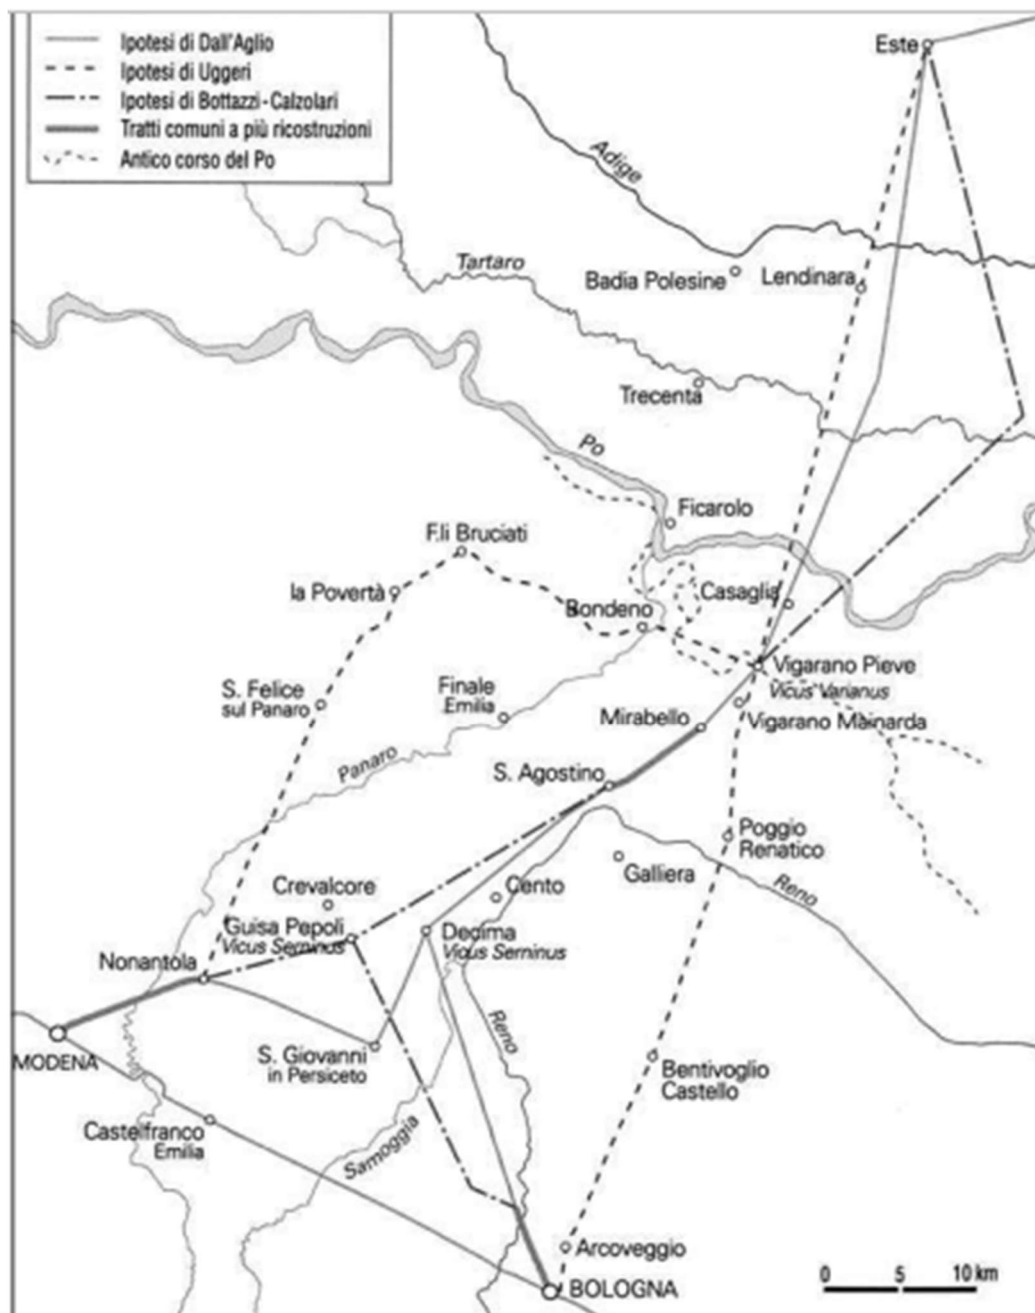 Ipotesi di Dall'Aglio
Ipotesi di Uggeri
Ipotesi di Bottazzi-Calzolari
Tratti comuni a più ricostruzioni
Antico corso del Po
Este
Adige
Tartaro
Badia Polesine
Lendinara
Trecenta
Po
Ficarolo
F.li Bruciati
la Povertà
Casaglia
Bondeno
Vigarano Pieve
Vicus Varianus
S. Felice
sul Panaro
Finale
Emilia
Mirabello
Vigarano Mainarda
Panaro
S. Agostino
Poggio
Renatico
Galliera
Reno
Crevalcore
Cento
Guisa Pepoli
Vicus Serninus
Decima
Vicus Serninus
Nonantola
Reno
MODENA
S. Giovanni
in Persiceto
Bentivoglio
Castello
Castelfranco
Emilia
Samoggia
Arcoveggio
BOLOGNA
0 5 10 km